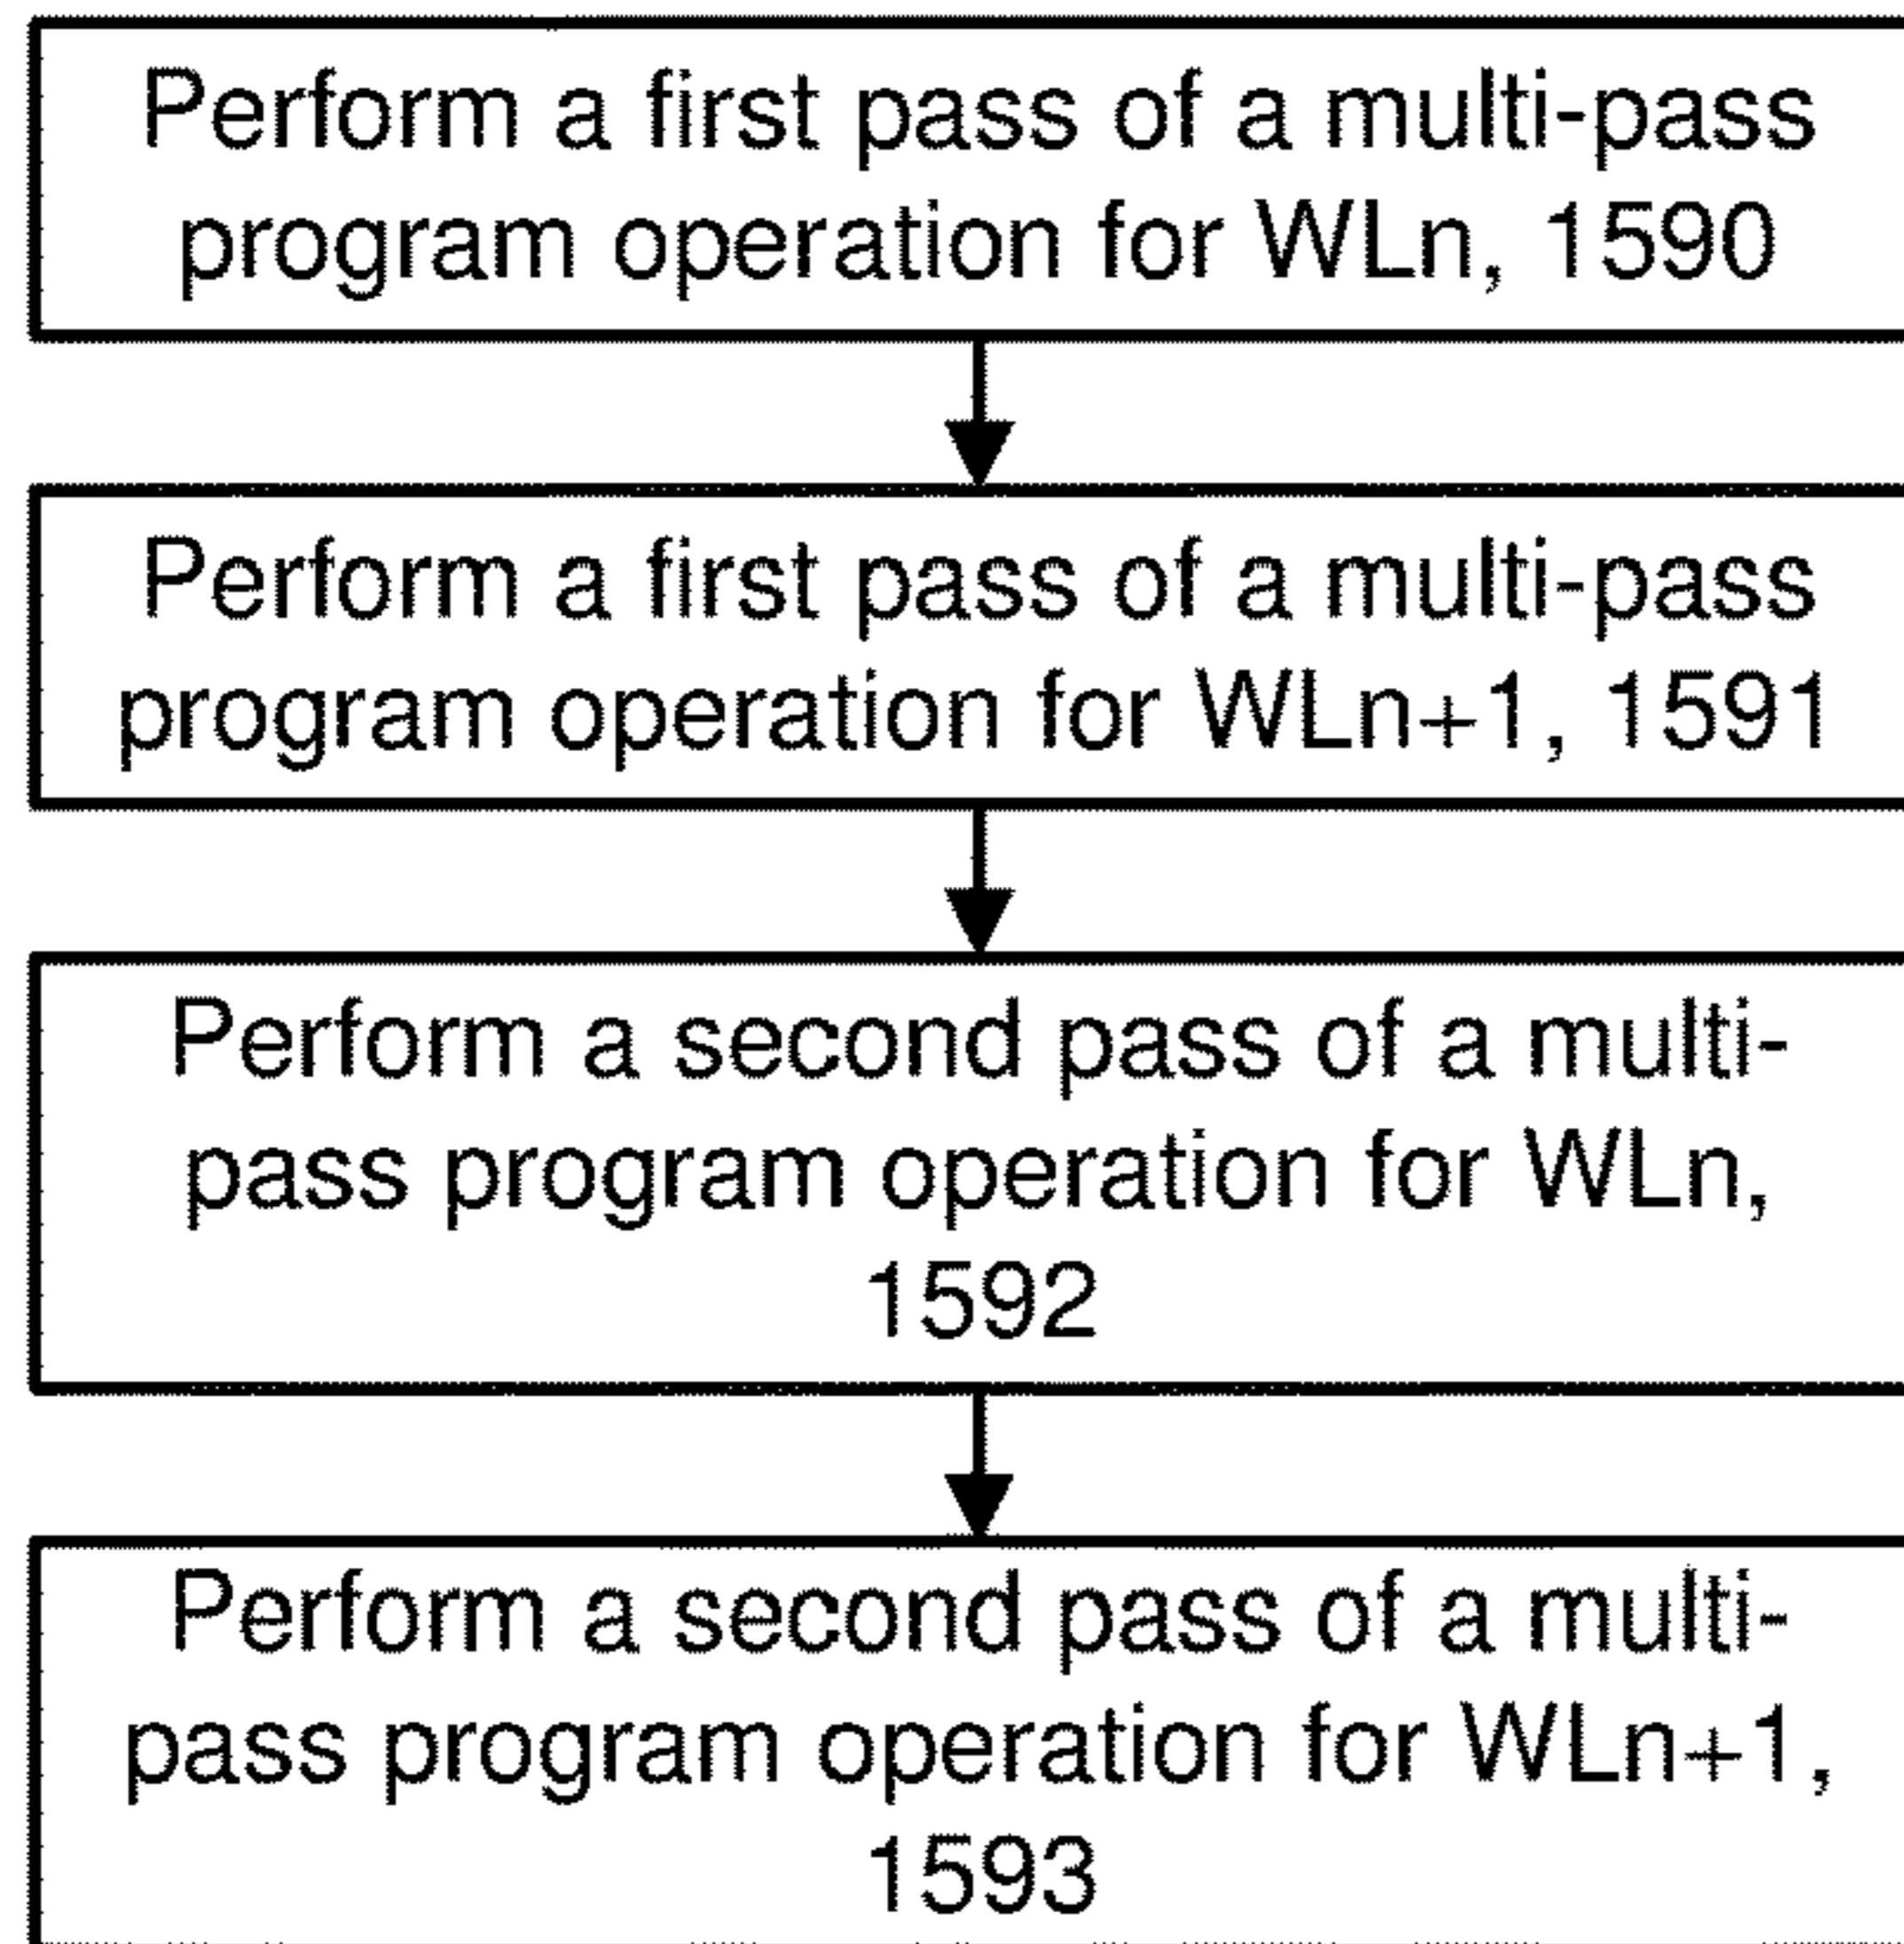 Perform a first pass of a multi-pass
program operation for WLn, 1590
Perform a first pass of a multi-pass
program operation for WLn+1, 1591
Perform a second pass of a multi-
pass program operation for WLn,
1592
Perform a second pass of a multi-
pass program operation for WLn+1,
1593